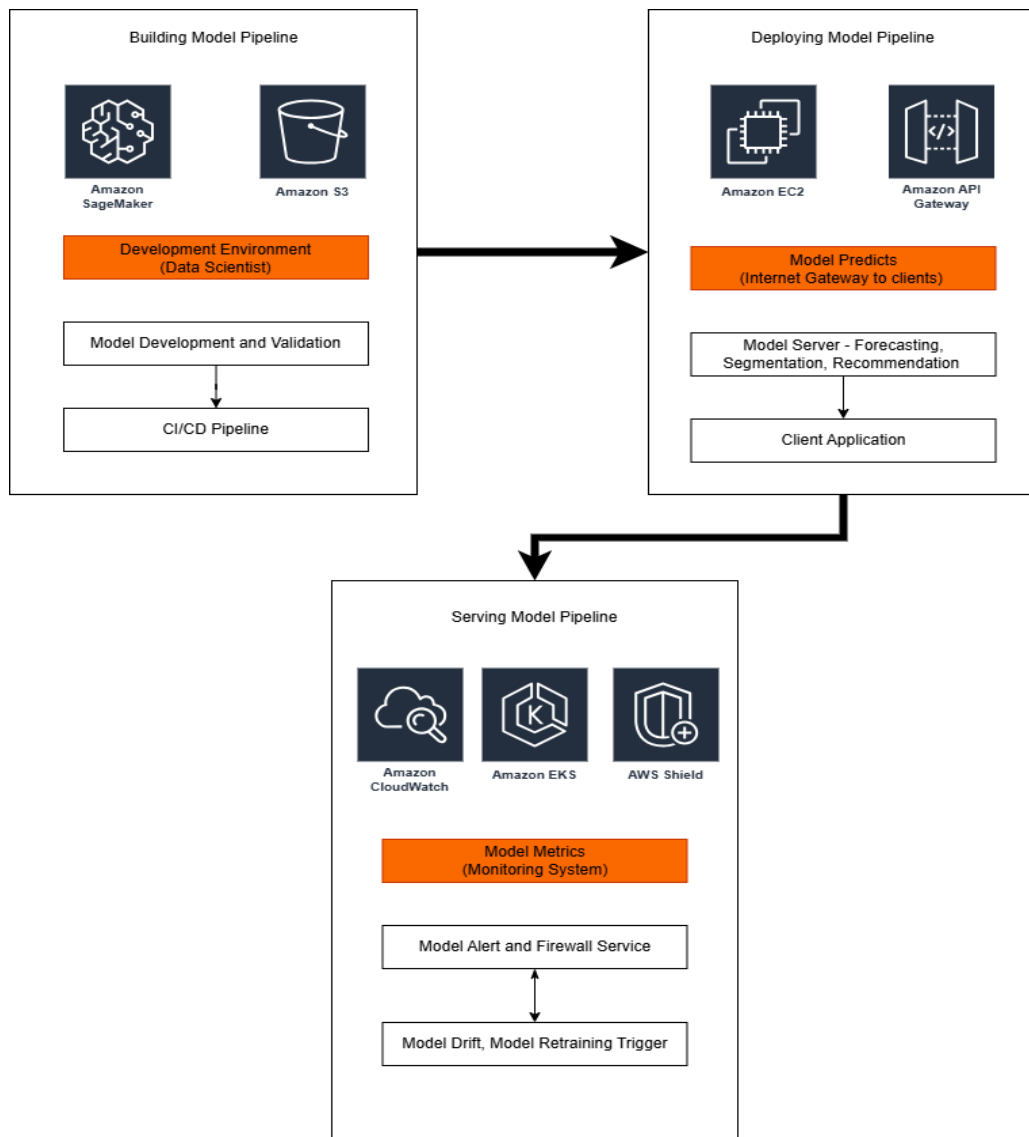 Building Model Pipeline
Amazon
SageMaker
Amazon S3
Development Environment
(Data Scientist)
Model Development and Validation
CI/CD Pipeline
Deploying Model Pipeline
Amazon EC2
Amazon API
Gateway
</>
Model Predicts
(Internet Gateway to clients)
Model Server - Forecasting,
Segmentation, Recommendation
Client Application
Serving Model Pipeline
Amazon
CloudWatch
K
Amazon EKS
AWS Shield
Model Metrics
(Monitoring System)
Model Alert and Firewall Service
Model Drift, Model Retraining Trigger